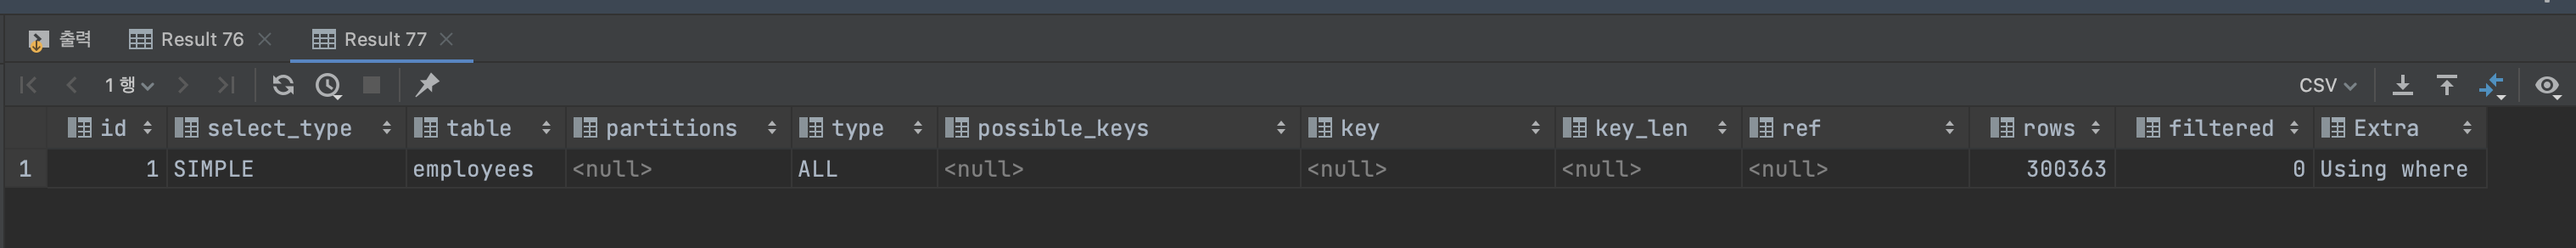 출력 Result 76 Result 77
1 행 CSV
id select_type table partitions type possible_keys key key_len ref rows filtered Extra
1 1 SIMPLE employees <null> ALL <null> <null> <null> <null> 300363 0 Using where